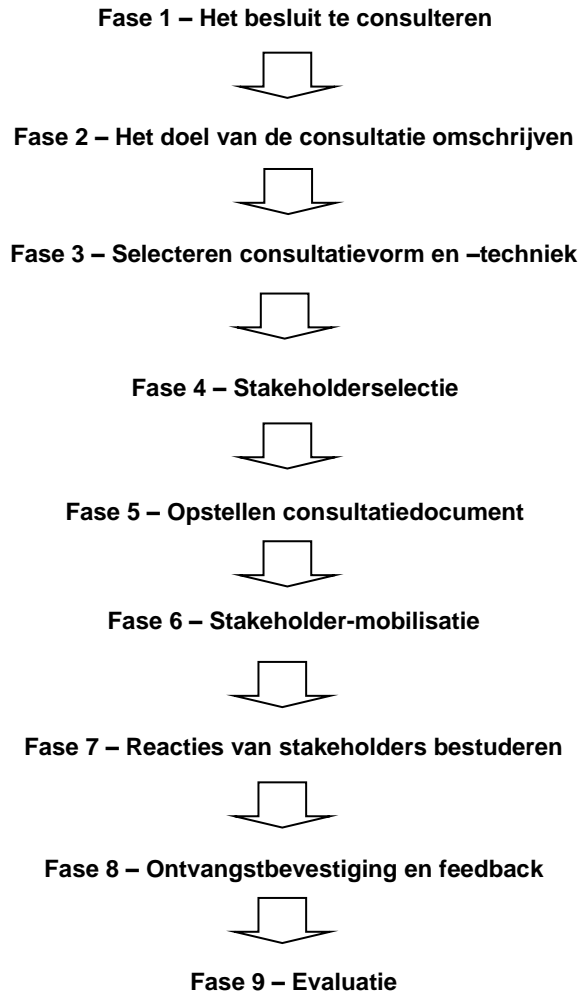 Fase 1 – Het besluit te consulteren
Fase 2 – Het doel van de consultatie omschrijven
Fase 3 – Selecteren consultatievorm en –techniek
Fase 4 – Stakeholderselectie
Fase 5 – Opstellen consultatiedocument
Fase 6 – Stakeholder-mobilisatie
Fase 7 – Reacties van stakeholders bestuderen
Fase 8 – Ontvangstbevestiging en feedback
Fase 9 – Evaluatie